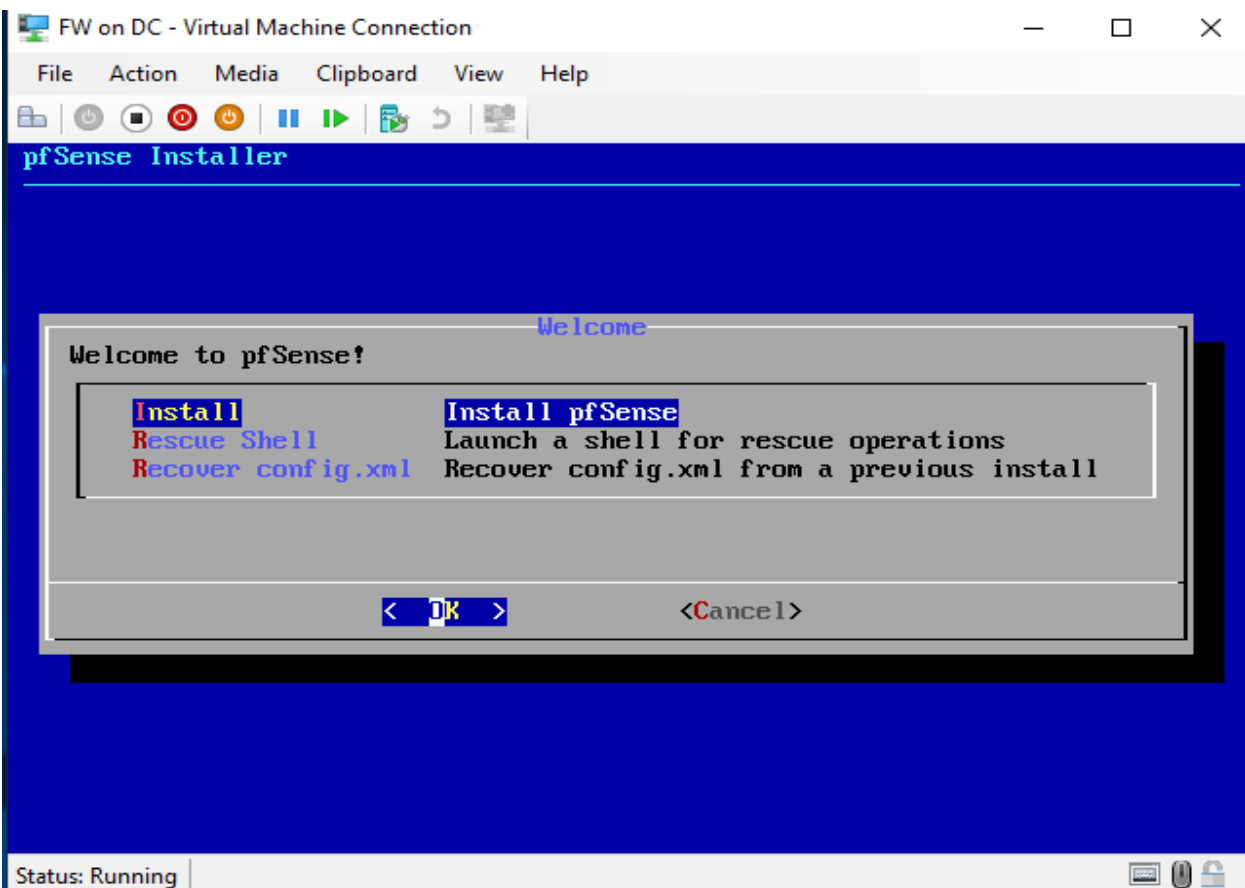 FW on DC - Virtual Machine Connection
File Action Media Clipboard View Help
pfSense Installer
Welcome
Welcome to pfSense!
Install Install pfSense
Rescue Shell Launch a shell for rescue operations
Recover config.xml Recover config.xml from a previous install
< OK > <Cancel>
Status: Running